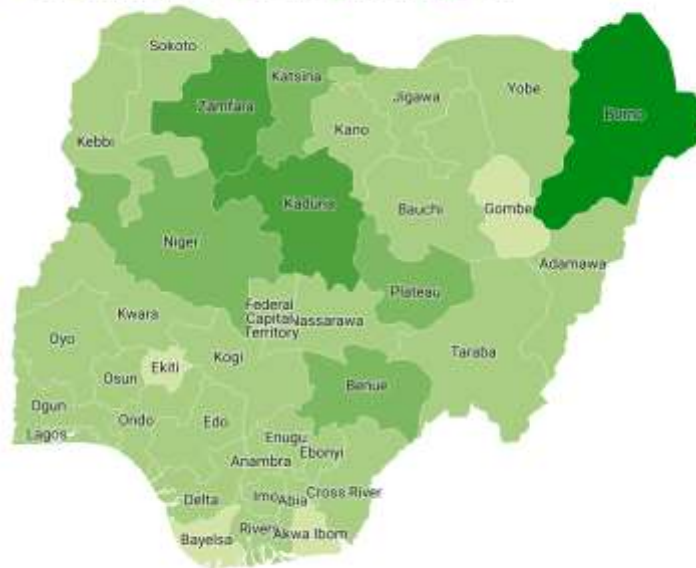 Sokoto
Katsina
Zamfara
Jigawa
Yobe
Borno
Kano
Kebbi
Kaduna
Bauchi
Gombe
Niger
Adamawa
Plateau
Federal
Capital
Territory
Nassarawa
Kwara
Oyo
Taraba
Kogi
Ekiti
Osun
Benue
Ogun
Ondo
Edo
Lagos
Enugu
Ebonyi
Anambra
Delta
Imo
Abia
Cross River
Rivers
Akwa Ibom
Bayelsa